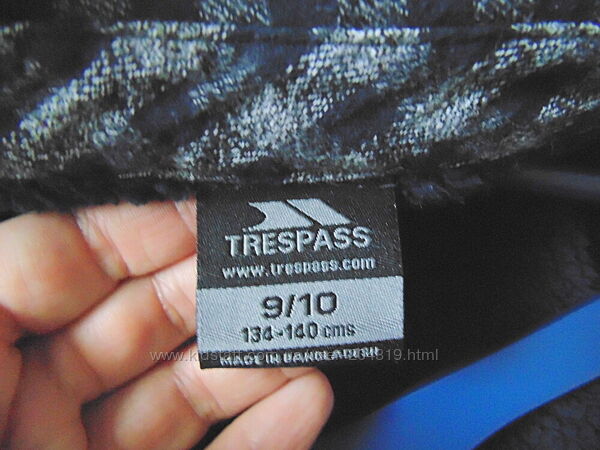 TRESPASS
www.trespass.com
9/10
134-140 cms
MADE IN BANGLADESH